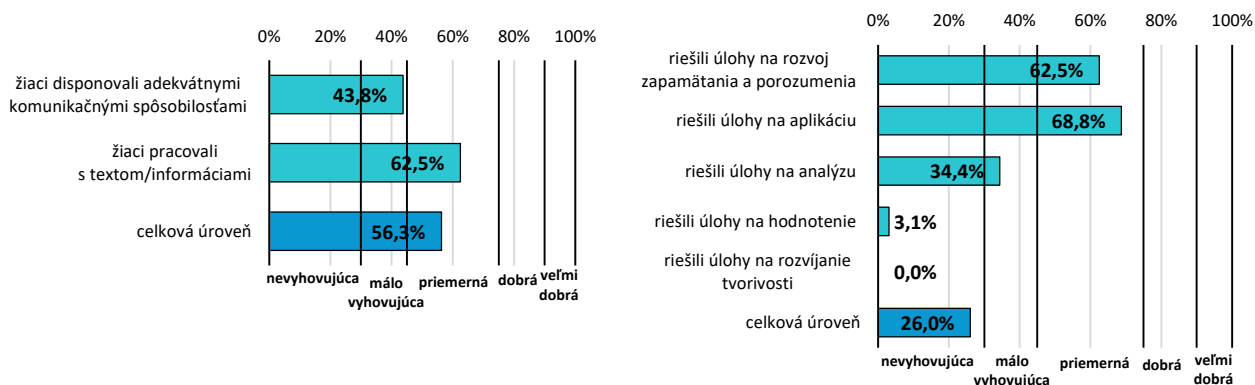 0% 20% 40% 60% 80% 100%
žiaci disponovali adekvátnymi
komunikačnými spôsobilosťami
43,8%
žiaci pracovali
s textom/informáciami
62,5%
celková úroveň
56,3%
nevyhovujúca
málo
vyhovujúca
priemerná
dobrá
veľmi
dobrá
0% 20% 40% 60% 80% 100%
riešili úlohy na rozvoj
zapamätania a porozumenia
62,5%
riešili úlohy na aplikáciu
68,8%
riešili úlohy na analýzu
34,4%
riešili úlohy na hodnotenie
3,1%
riešili úlohy na rozvíjanie
tvorivosti
0,0%
celková úroveň
26,0%
nevyhovujúca
málo
vyhovujúca
priemerná
dobrá
veľmi
dobrá